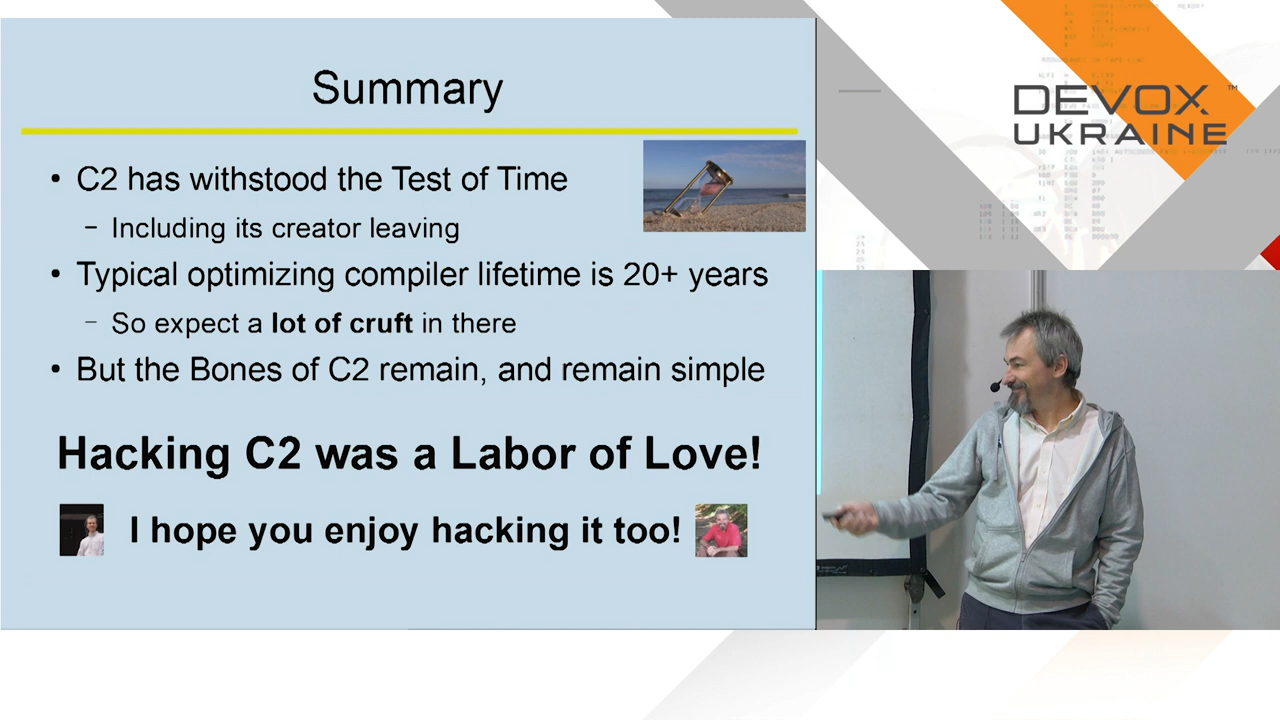 Summary
• C2 has withstood the Test of Time
– Including its creator leaving
• Typical optimizing compiler lifetime is 20+ years
– So expect a lot of cruft in there
• But the Bones of C2 remain, and remain simple
Hacking C2 was a Labor of Love!
I hope you enjoy hacking it too!
DEVOX™
UKRAINE